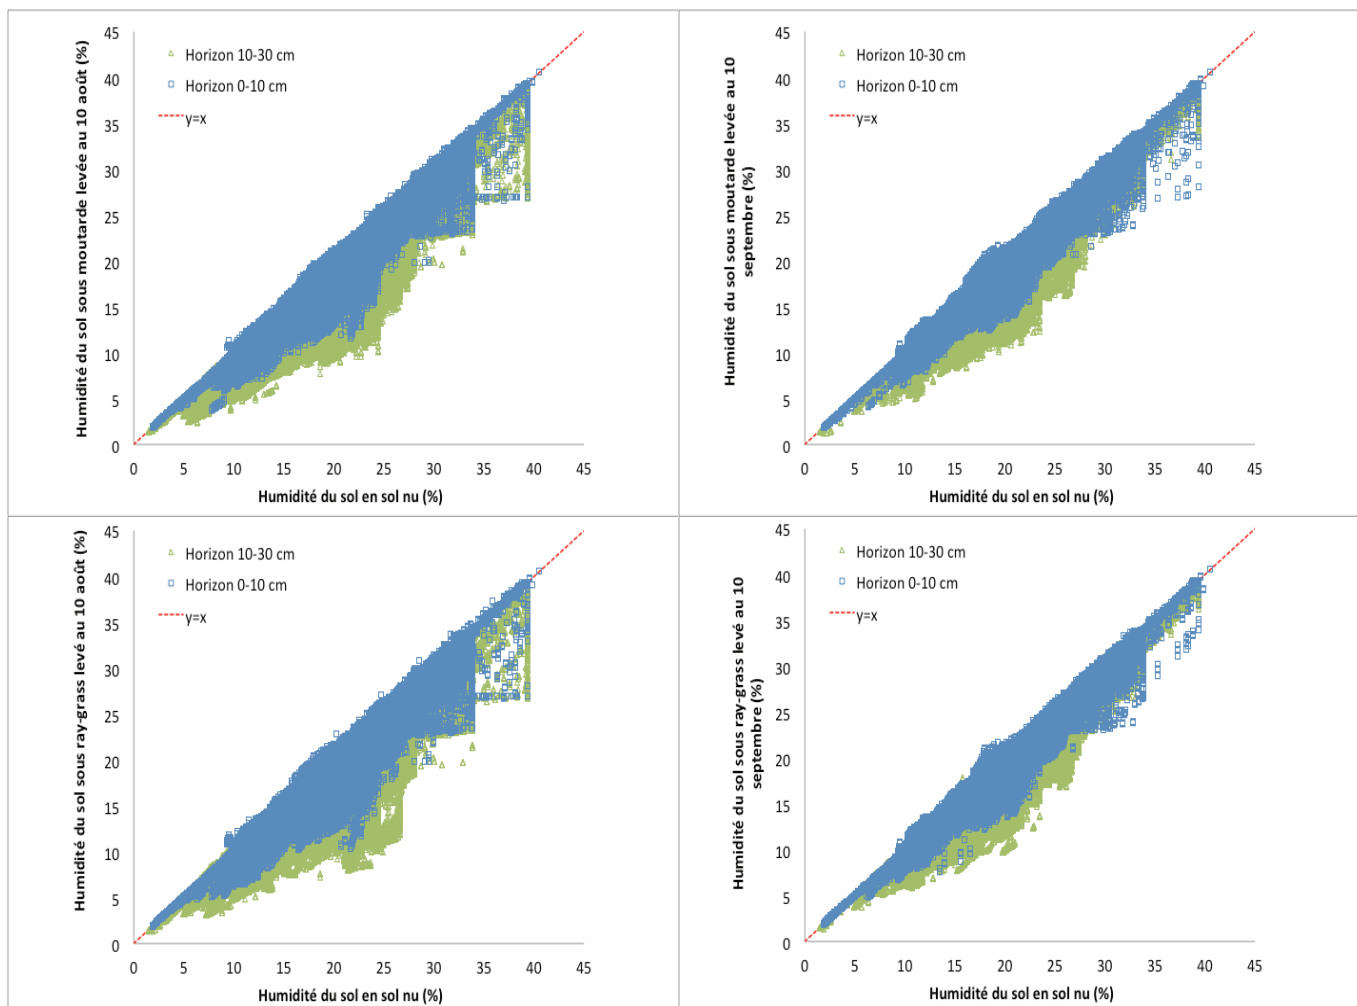 Humidité du sol sous moutarde levée au 10 août (%)
45
40
35
30
25
20
15
10
5
0
Horizon 10-30 cm
Horizon 0-10 cm
y=x
0 5 10 15 20 25 30 35 40 45
Humidité du sol en sol nu (%)
Humidité du sol sous moutarde levée au 10
septembre (%)
45
40
35
30
25
20
15
10
5
0
Horizon 10-30 cm
Horizon 0-10 cm
y=x
0 5 10 15 20 25 30 35 40 45
Humidité du sol en sol nu (%)
Humidité du sol sous ray-grass levé au 10 août (%)
45
40
35
30
25
20
15
10
5
0
Horizon 10-30 cm
Horizon 0-10 cm
y=x
0 5 10 15 20 25 30 35 40 45
Humidité du sol en sol nu (%)
Humidité du sol sous ray-grass levé au 10
septembre (%)
45
40
35
30
25
20
15
10
5
0
Horizon 10-30 cm
Horizon 0-10 cm
y=x
0 5 10 15 20 25 30 35 40 45
Humidité du sol en sol nu (%)